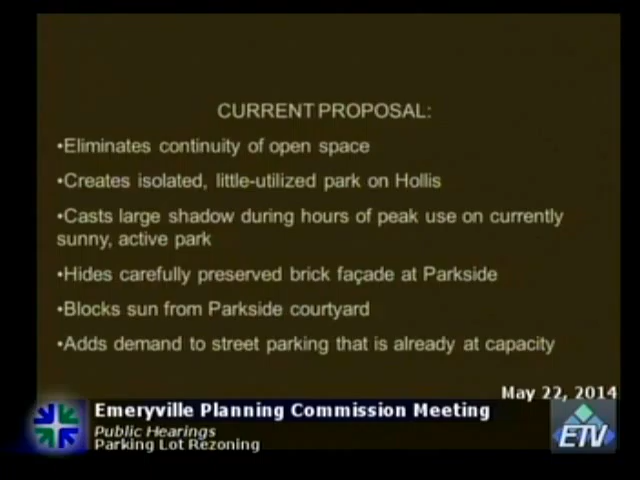 CURRENT PROPOSAL:
•Eliminates continuity of open space
•Creates isolated, little-utilized park on Hollis
•Casts large shadow during hours of peak use on currently
sunny, active park
•Hides carefully preserved brick façade at Parkside
•Blocks sun from Parkside courtyard
•Adds demand to street parking that is already at capacity
May 22, 2014
Emeryville Planning Commission Meeting
Public Hearings
Parking Lot Rezoning
ETV